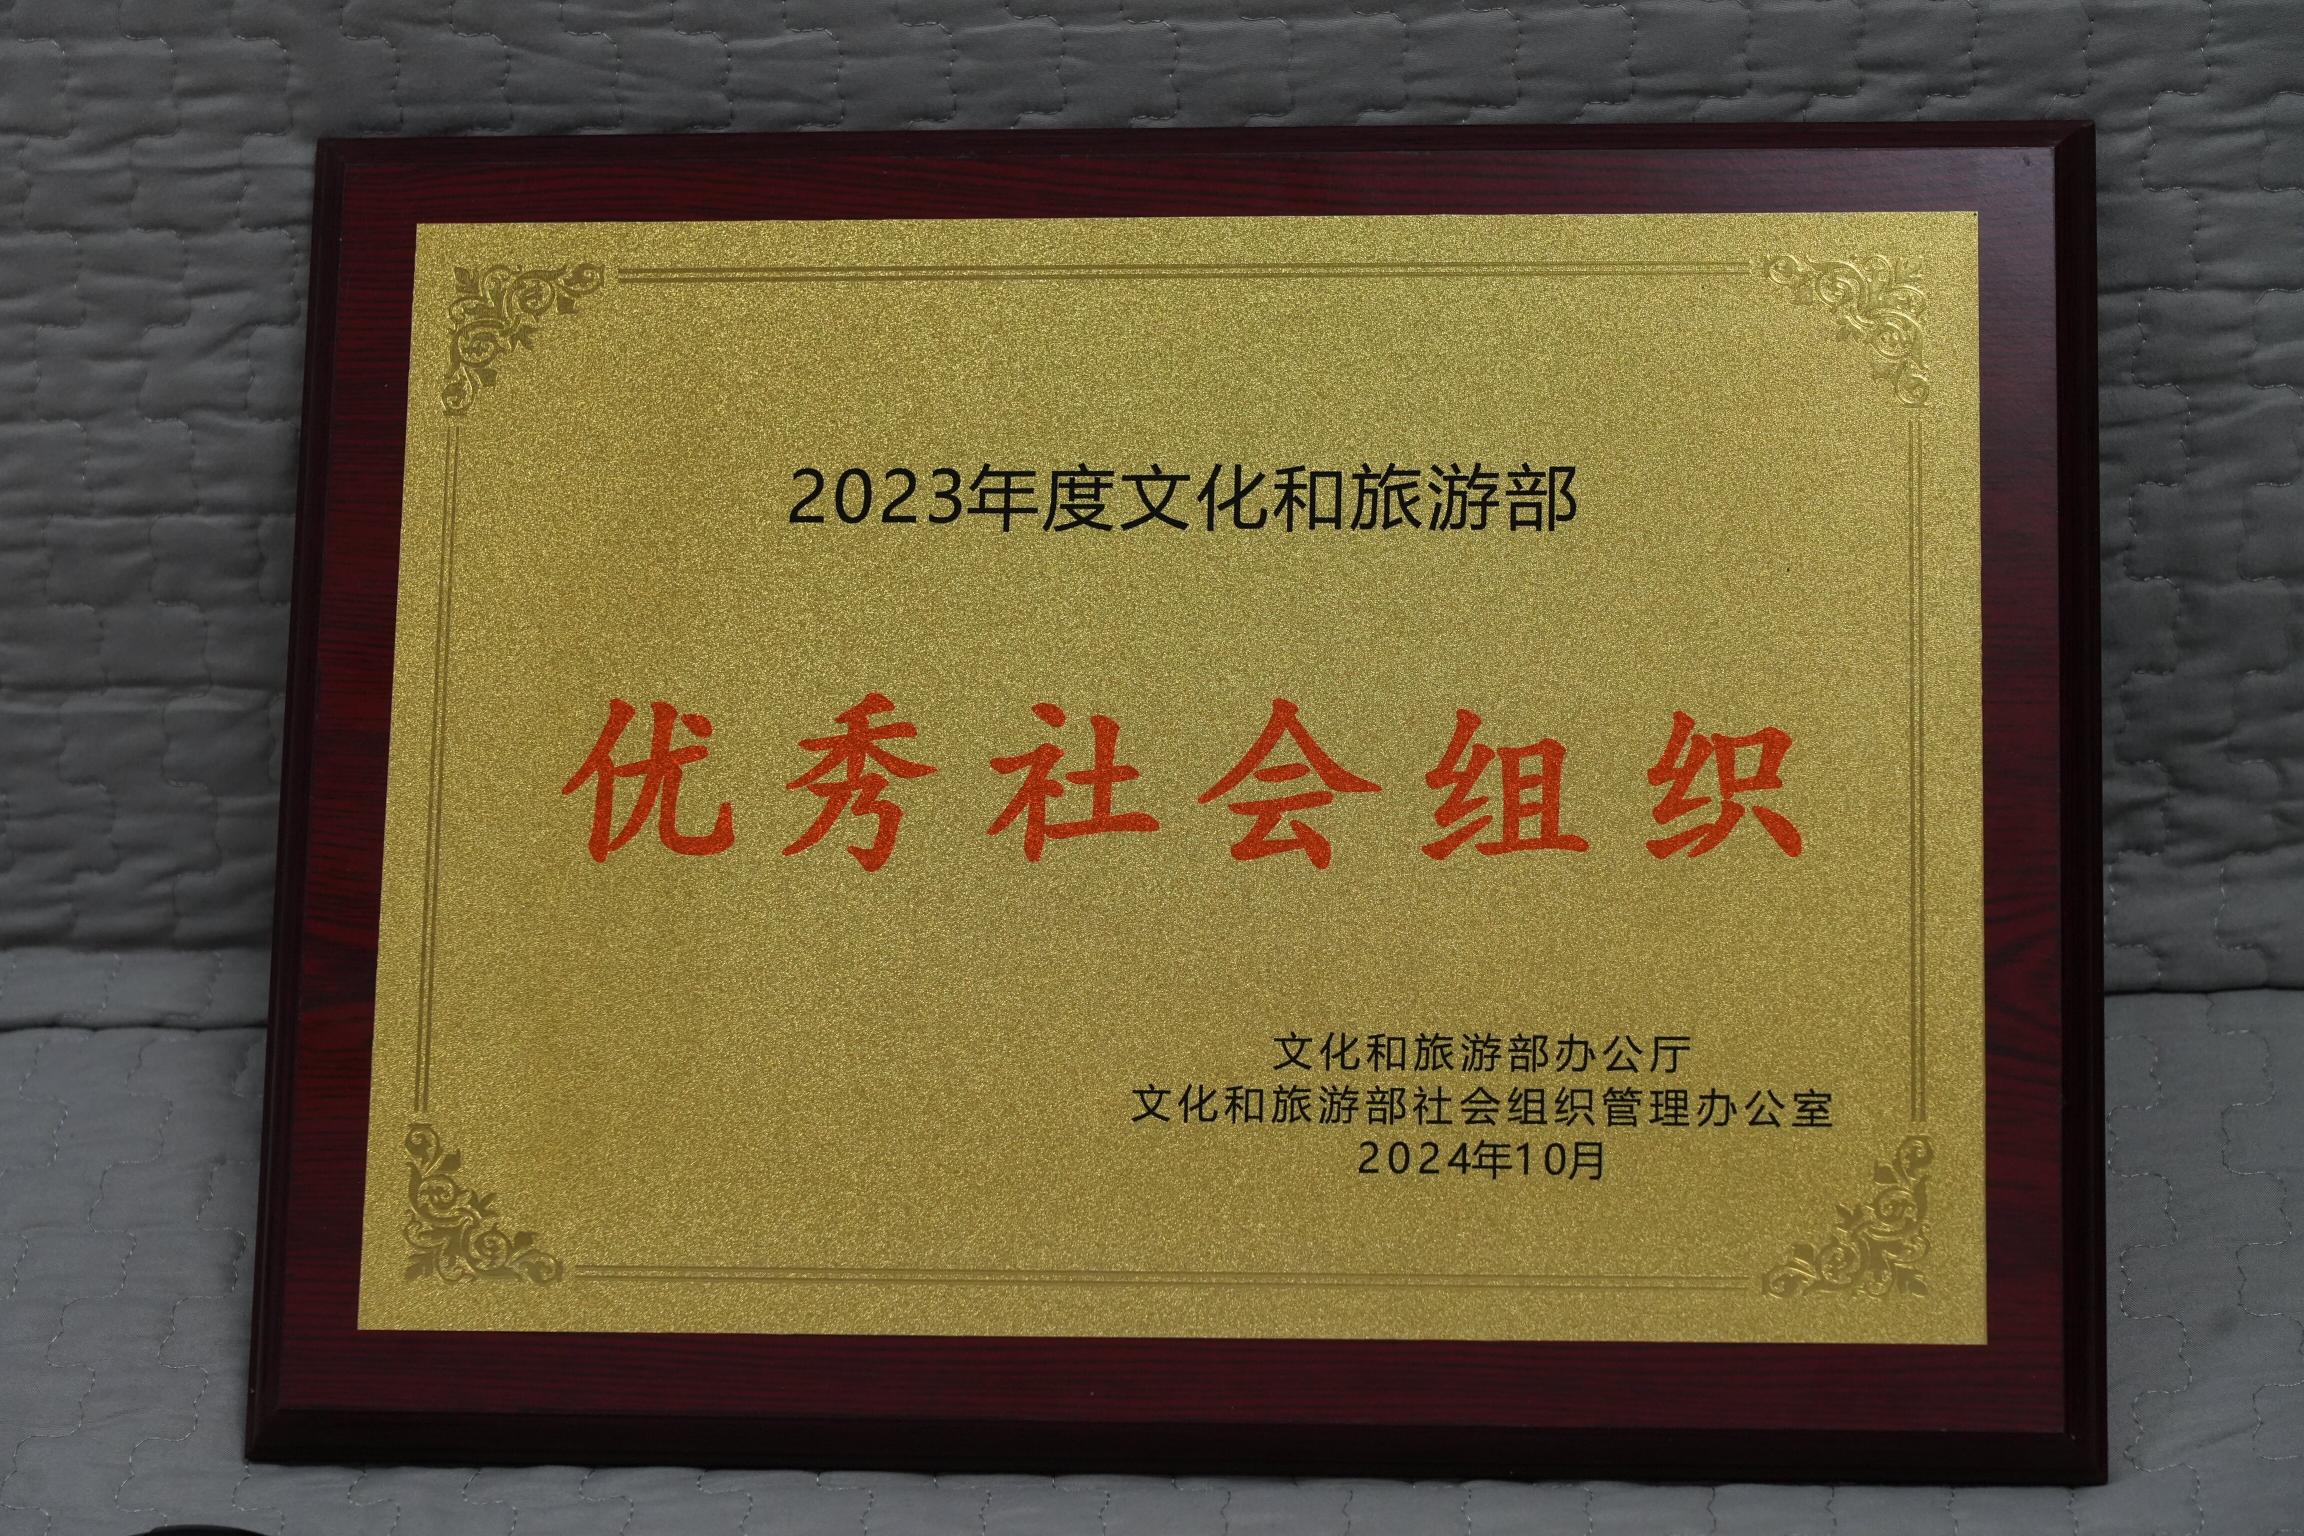 2023年度文化和旅游部
优秀社会组织
文化和旅游部办公厅
文化和旅游部社会组织管理办公室
2024年10月